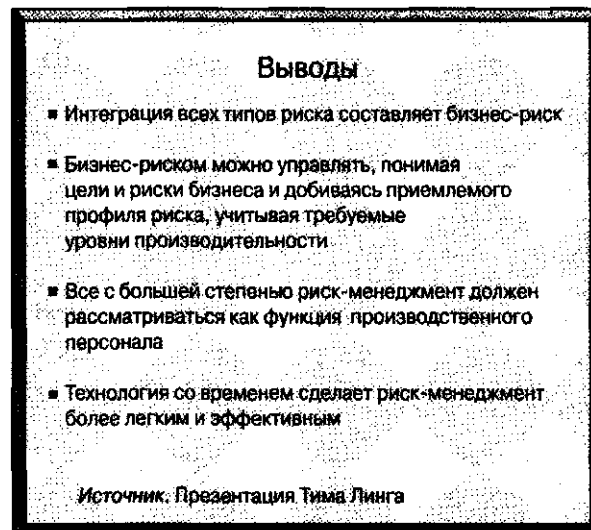 Выводы
■ Интеграция всех типов риска составляет бизнес-риск
■ Бизнес-риском можно управлять, понимая
цели и риски бизнеса и добиваясь приемлемого
профиля риска, учитывая требуемые
уровни производительности
■ Все с большей степенью риск-менеджмент должен
рассматриваться как функция производственного
персонала
■ Технология со временем сделает риск-менеджмент
более легким и эффективным
Источник. Презентация Тима Линга